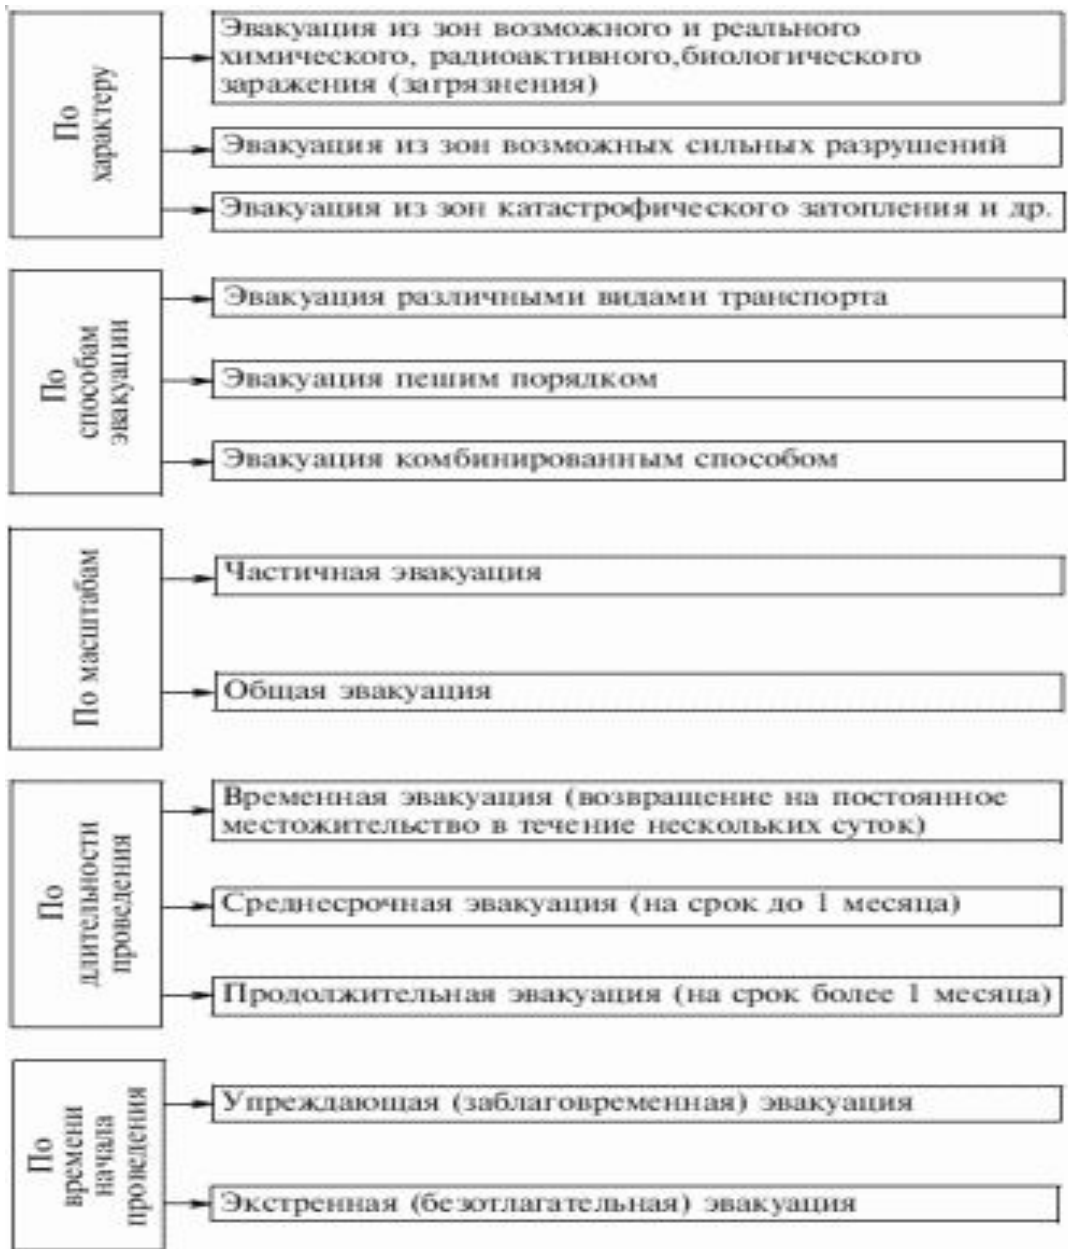 По
характеру
Эвакуация из зон возможного и реального
химического, радиоактивного,биологического
заражения (загрязнения)
Эвакуация из зон возможных сильных разрушений
Эвакуация из зон катастрофического затопления и др.
По
способам
эвакуации
Эвакуация различными видами транспорта
Эвакуация пешим порядком
Эвакуация комбинированным способом
По масштабам
Частичная эвакуация
Общая эвакуация
По
длительности
проведения
Временная эвакуация (возвращение на постоянное
местожительство в течение нескольких суток)
Среднесрочная эвакуация (на срок до 1 месяца)
Продолжительная эвакуация (на срок более 1 месяца)
По
времени
начала
проведения
Упреждающая (заблаговременная) эвакуация
Экстренная (безотлагательная) эвакуация